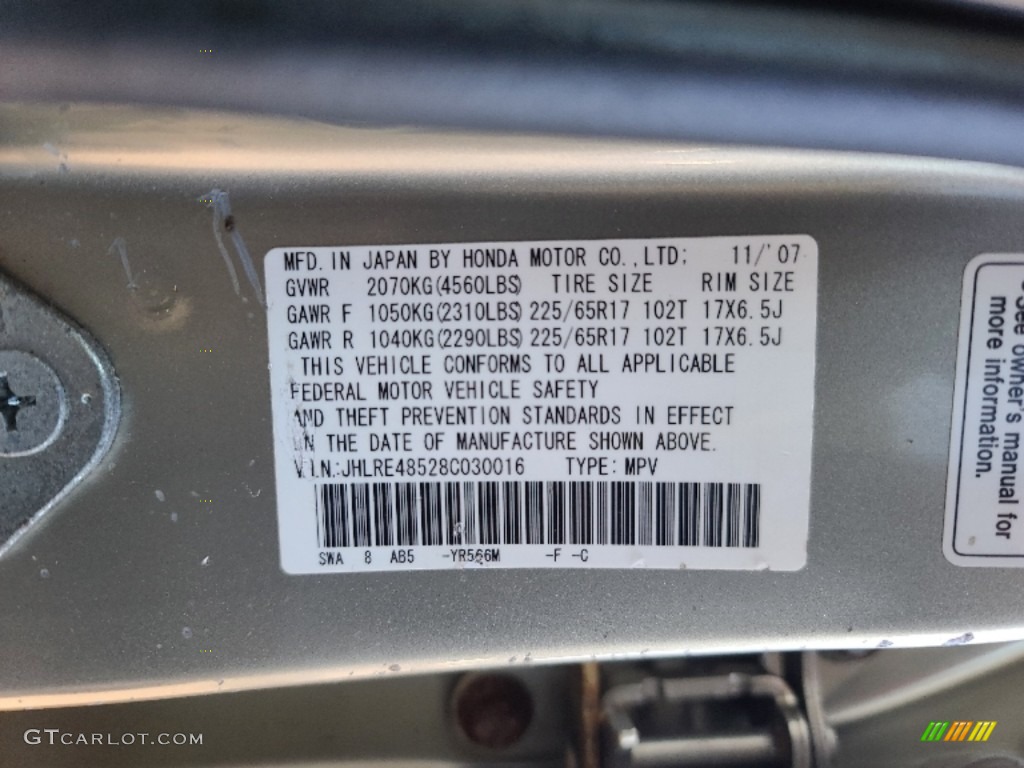 MFD. IN JAPAN BY HONDA MOTOR CO.,LTD: 11/'07
GVWR 2070KG(4560LBS) TIRE SIZE RIM SIZE
GAWR F 1050KG(2310LBS) 225/65R17 102T 17X6.5J
GAWR R 1040KG(2290LBS) 225/65R17 102T 17X6.5J
THIS VEHICLE CONFORMS TO ALL APPLICABLE
FEDERAL MOTOR VEHICLE SAFETY
AND THEFT PREVENTION STANDARDS IN EFFECT
ON THE DATE OF MANUFACTURE SHOWN ABOVE.
V.I.N.:JHLRE48528C030016 TYPE: MPV
SWA 8 AB5 -YR566M -F -C
See owner's manual for
more information.
GTCARLOT.COM